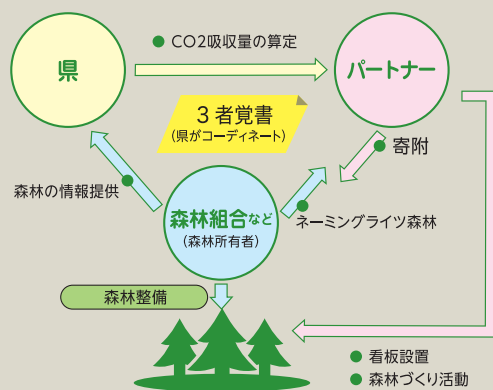 CO2吸収量の算定
県
パートナー
3者覚書
(県がコーディネート)
寄附
森林の情報提供
森林組合など
(森林所有者)
ネーミングライツ森林
森林整備
看板設置
森林づくり活動